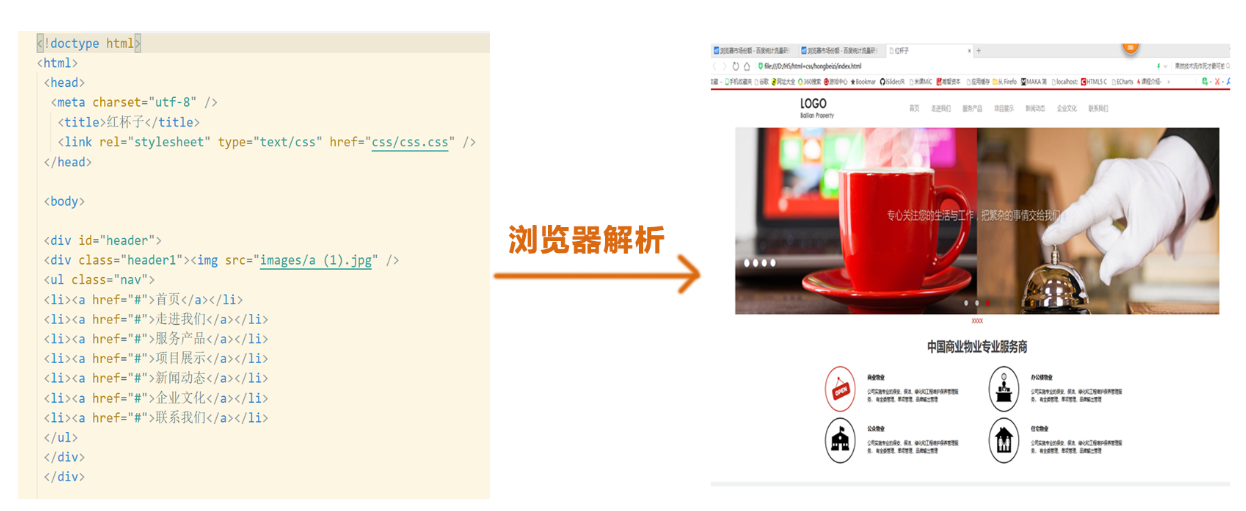 <!doctype html>
<html>
<head>
<meta charset="utf-8" />
<title>红杯子</title>
<link rel="stylesheet" type="text/css" href="css/css.css" />
</head>
<body>
<div id="header">
<div class="header1"><img src="images/a (1).jpg" />
<ul class="nav">
<li><a href="#">首页</a></li>
<li><a href="#">走进我们</a></li>
<li><a href="#">服务产品</a></li>
<li><a href="#">项目展示</a></li>
<li><a href="#">新闻动态</a></li>
<li><a href="#">企业文化</a></li>
<li><a href="#">联系我们</a></li>
</ul>
</div>
</div>
浏览器解析
红杯子
LOGO
首页 走进我们 服务产品 项目展示 新闻动态 企业文化 联系我们
专心关注您的生活与工作，把繁杂的事情交给我们！
XXXX
中国商业物业专业服务商
OPEN
商业物业
办公楼物业
公众物业
住宅物业